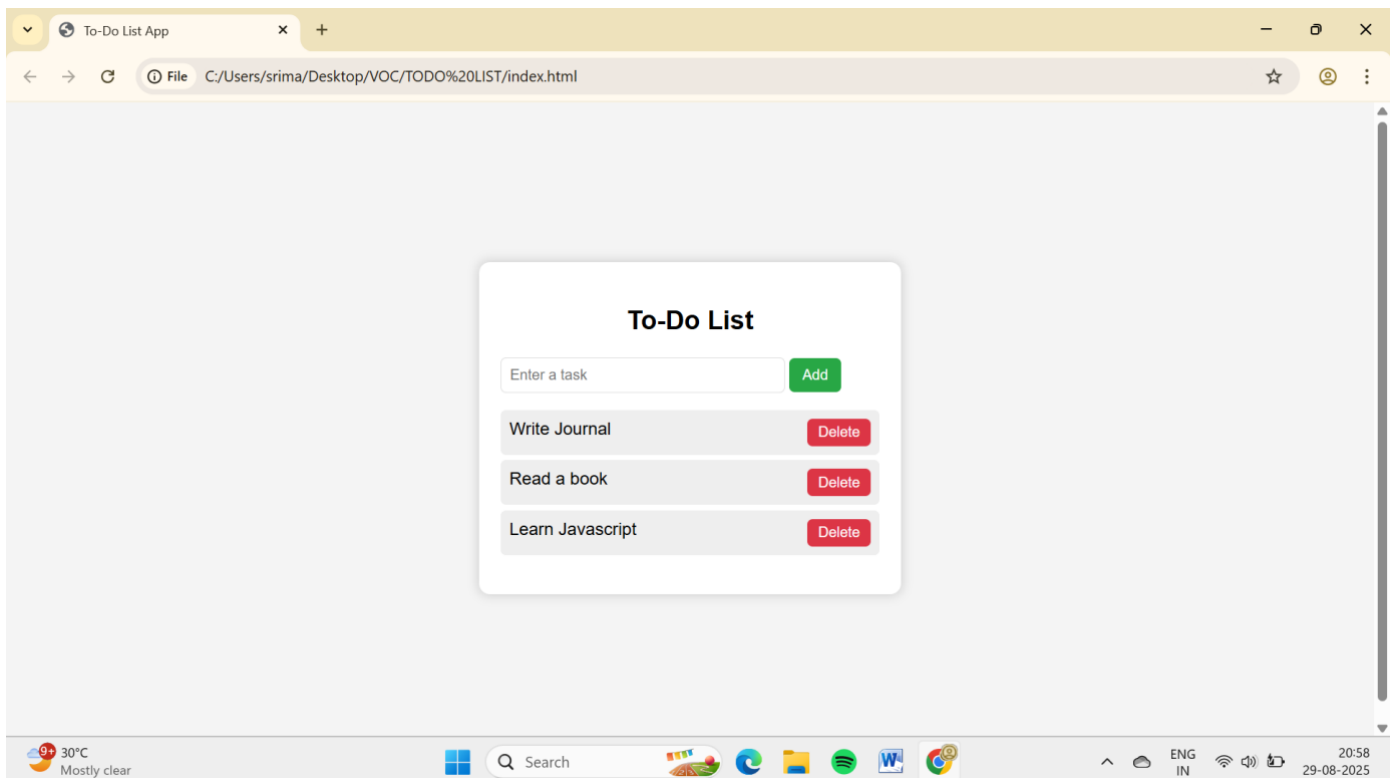 To-Do List App
File C:/Users/srima/Desktop/VOC/TODO%20LIST/index.html
To-Do List
Enter a task Add
Write Journal Delete
Read a book Delete
Learn Javascript Delete
9+ 30°C
Mostly clear
Search
W
ENG
IN
20:58
29-08-2025